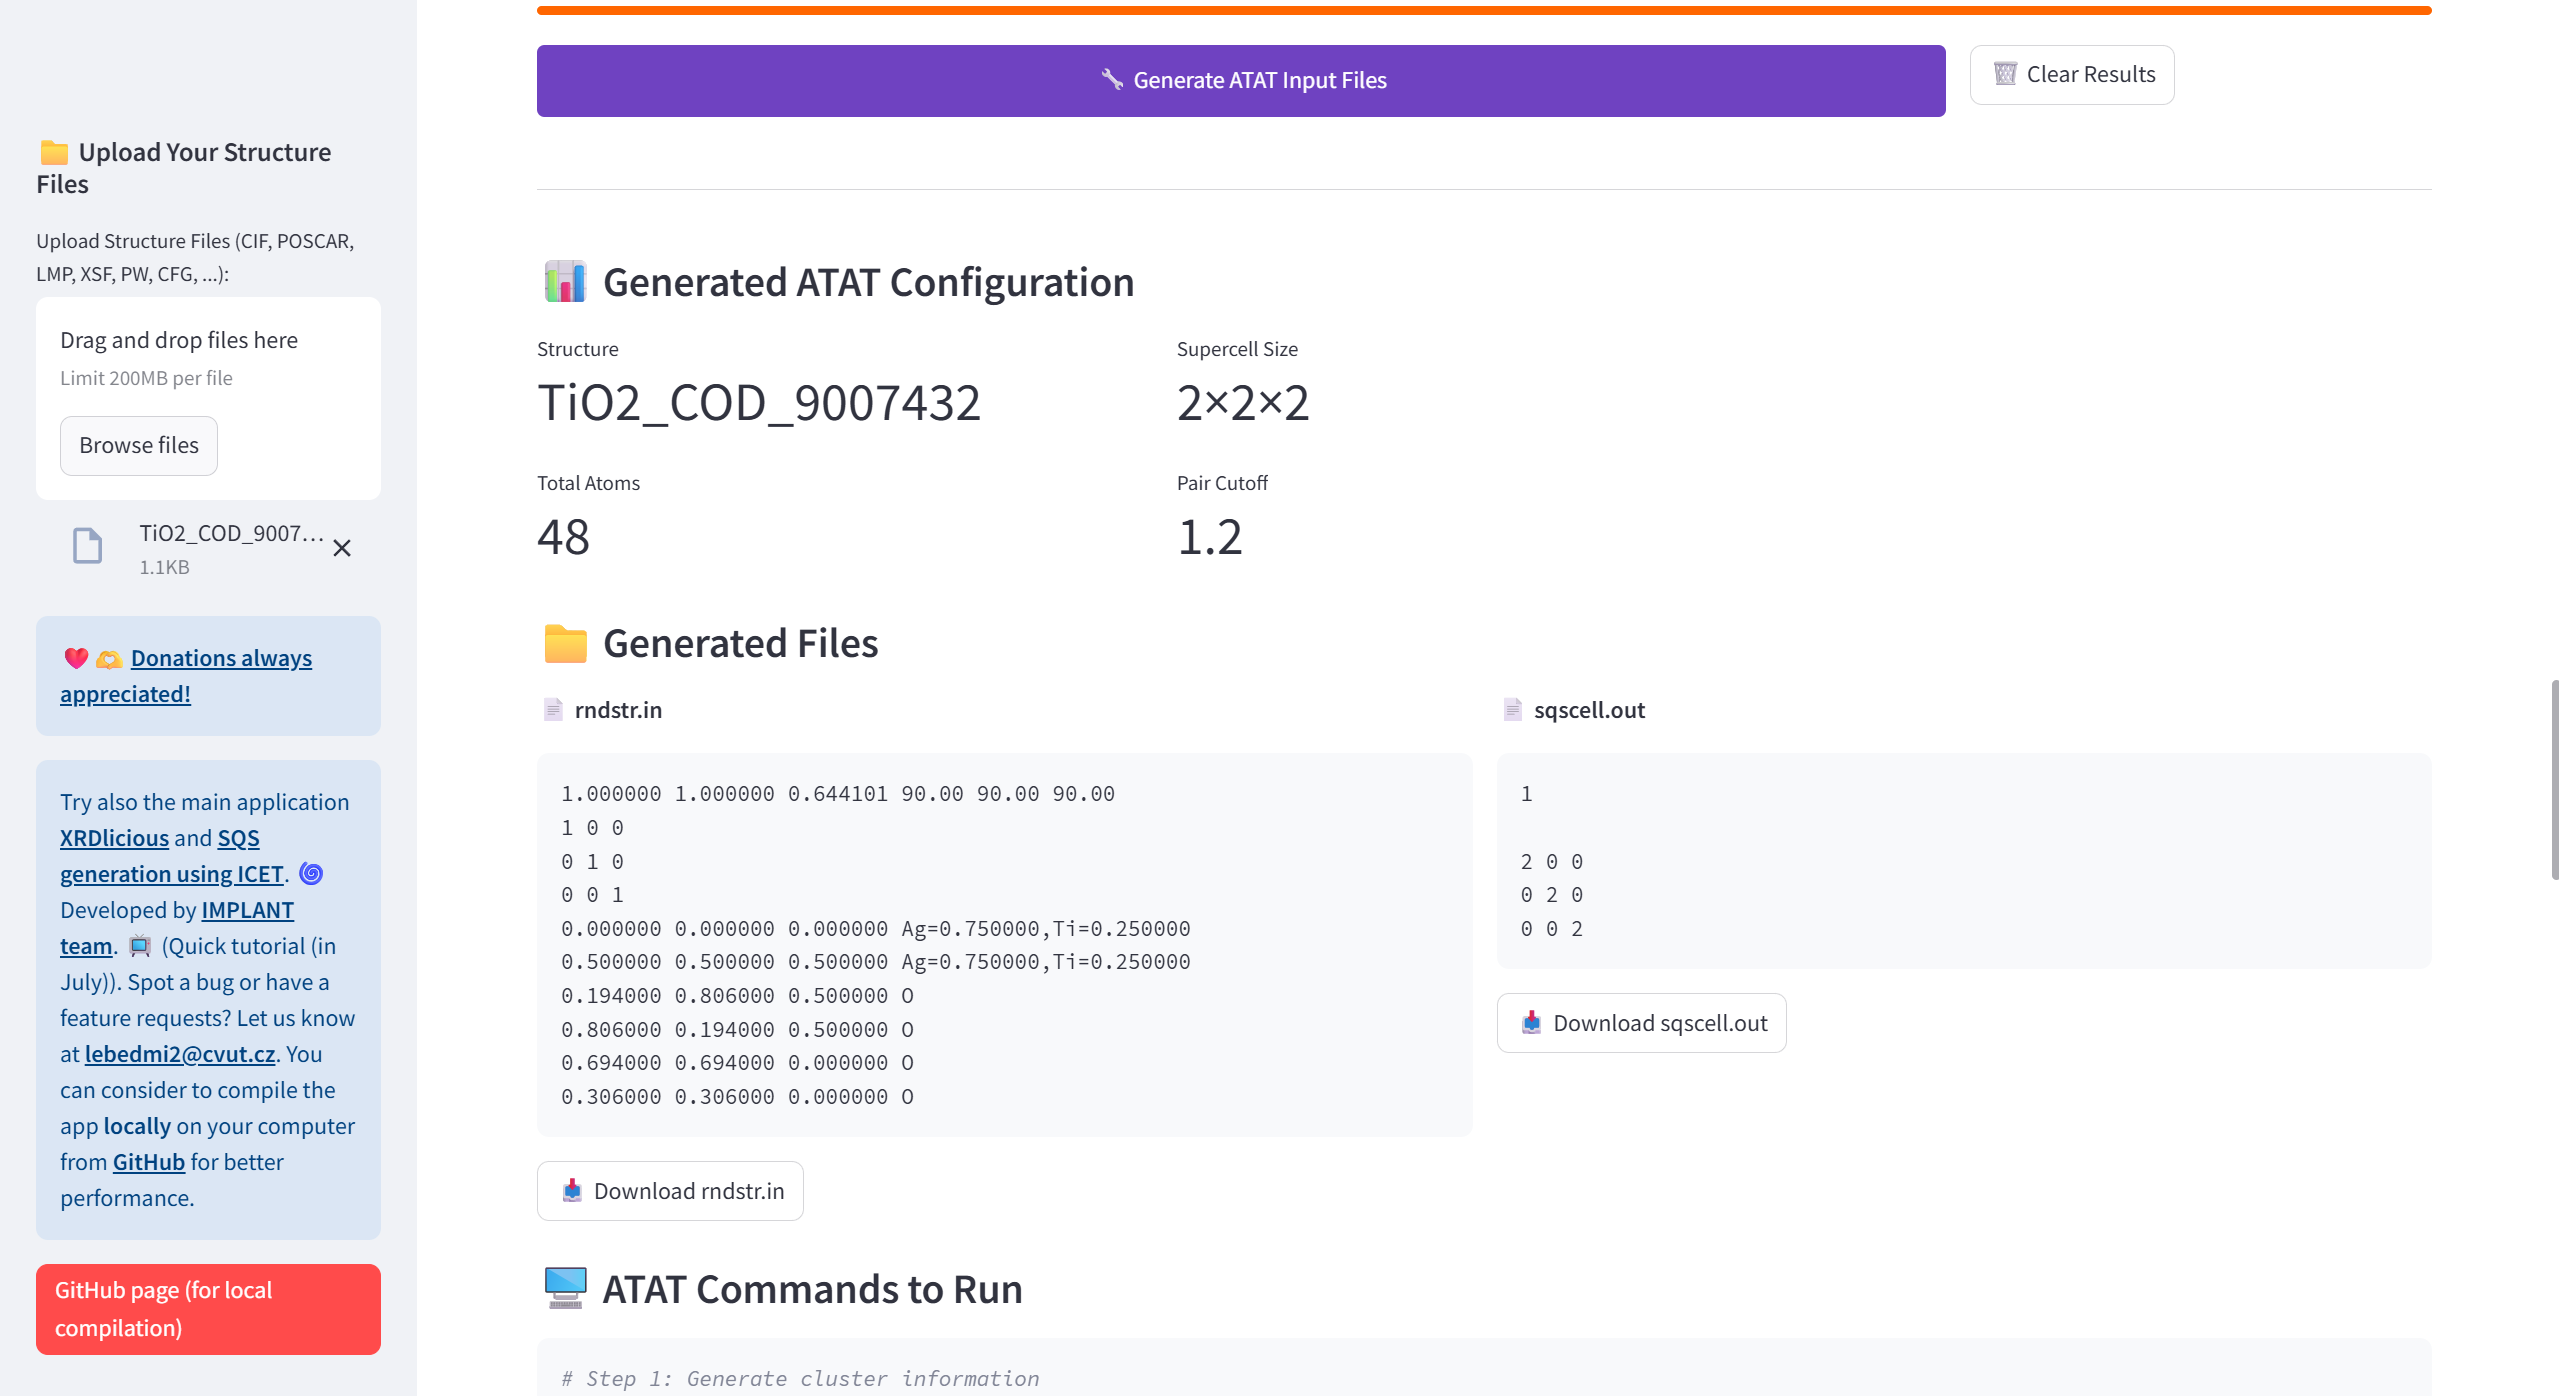 Upload Your Structure
Files
Upload Structure Files (CIF, POSCAR,
LMP, XSF, PW, CFG, ...):
Drag and drop files here
Limit 200MB per file
Browse files
TiO2_COD_9007...
1.1KB
Donations always
appreciated!
Try also the main application
XRDlicious and SQS
generation using ICET.
Developed by IMPLANT
team. (Quick tutorial (in
July)). Spot a bug or have a
feature requests? Let us know
at lebedmi2@cvut.cz. You
can consider to compile the
app locally on your computer
from GitHub for better
performance.
GitHub page (for local
compilation)
Generate ATAT Input Files
Clear Results
Generated ATAT Configuration
Structure
TiO2_COD_9007432
Supercell Size
2×2×2
Total Atoms
48
Pair Cutoff
1.2
Generated Files
rndstr.in
1.000000 1.000000 0.644101 90.00 90.00 90.00
1 0 0
0 1 0
0 0 1
0.000000 0.000000 0.000000 Ag=0.750000,Ti=0.250000
0.500000 0.500000 0.500000 Ag=0.750000,Ti=0.250000
0.194000 0.806000 0.500000 O
0.806000 0.194000 0.500000 O
0.694000 0.694000 0.000000 O
0.306000 0.306000 0.000000 O
Download rndstr.in
sqscell.out
1
2 0 0
0 2 0
0 0 2
Download sqscell.out
ATAT Commands to Run
# Step 1: Generate cluster information